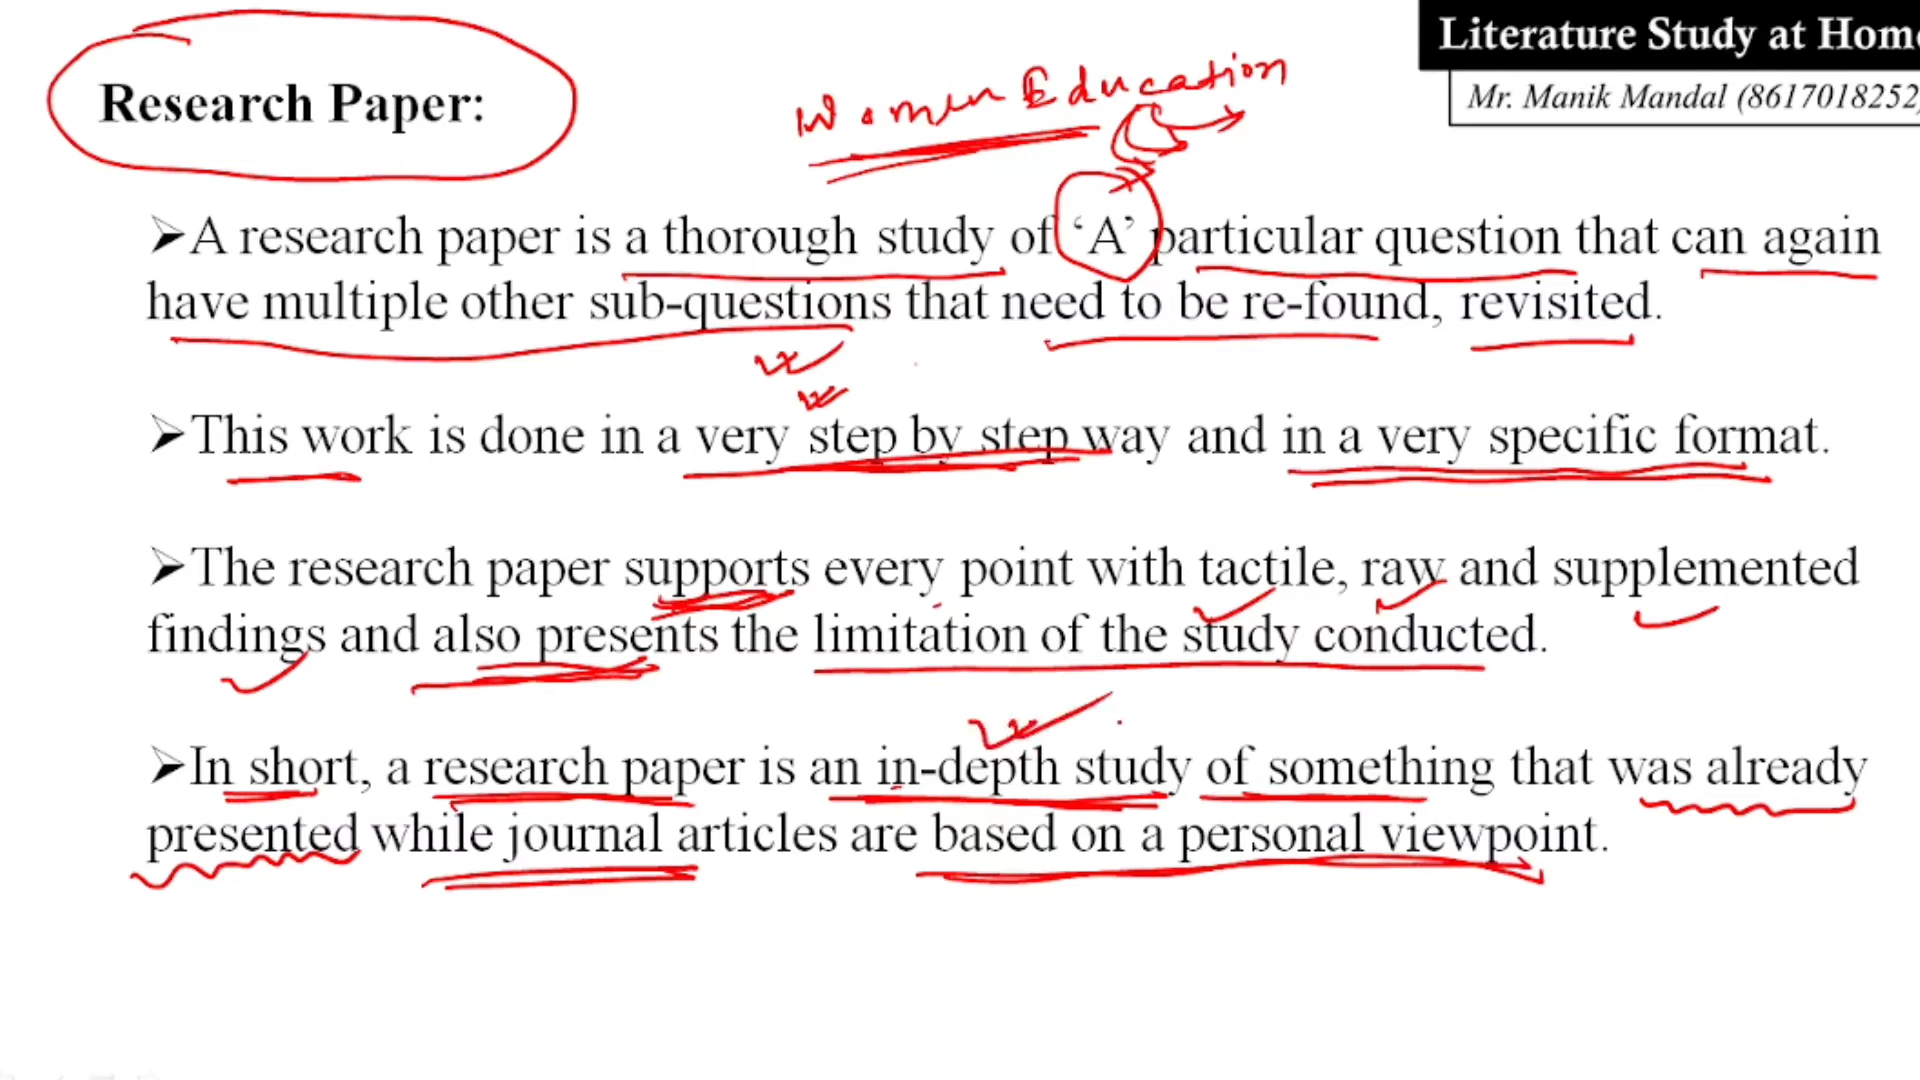 Literature Study at Hom
Mr. Manik Mandal (8617018252)
Research Paper:
Women Education
➢A research paper is a thorough study of ‘A’ particular question that can again
have multiple other sub-questions that need to be re-found, revisited.
➢This work is done in a very step by step way and in a very specific format.
➢The research paper supports every point with tactile, raw and supplemented
findings and also presents the limitation of the study conducted.
➢In short, a research paper is an in-depth study of something that was already
presented while journal articles are based on a personal viewpoint.